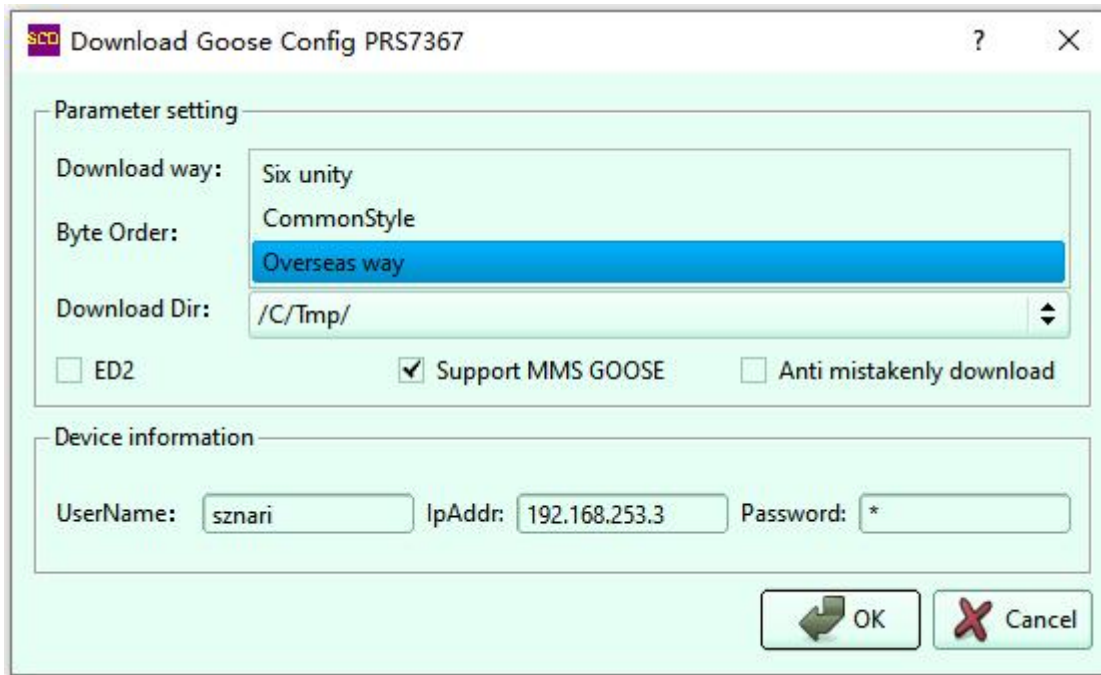 SCD Download Goose Config PRS7367 ?
Parameter setting
Download way: Six unity
CommonStyle
Byte Order:
Overseas way
Download Dir: /C/Tmp/
ED2 Support MMS GOOSE Anti mistakenly download
Device information
UserName: sznari IpAddr: 192.168.253.3 Password: *
OK Cancel